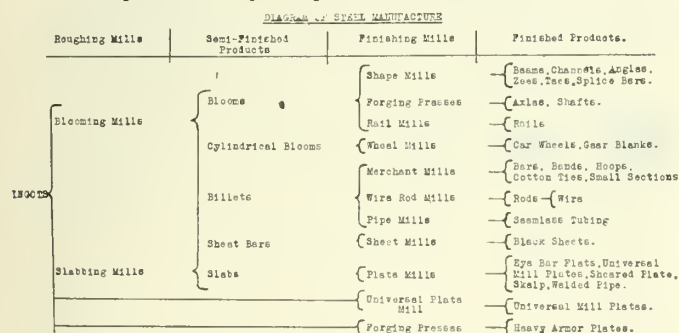 DIAGRAM OF STEEL MANUFACTURE
Roughing Mills
Semi-Finished Products
Finishing Mills
Finished Products.
INGOTS
Blooming Mills
Blooms
Shape Mills
Beams,Channels,Angles,
Zees,Tees,Splice Bars.
Forging Presses
Axles, Shafts.
Rail Mills
Rails
Cylindrical Blooms
Wheel Mills
Car Wheels,Gear Blanks.
Billets
Merchant Mills
Bars, Bands, Hoops,
Cotton Ties,Small Sections
Wire Rod Mills
Rods
Wire
Pipe Mills
Seamless Tubing
Sheet Bars
Sheet Mills
Black Sheets.
Slabbing Mills
Slabs
Plate Mills
Eye Bar Flats,Universal
Mill Plates,Sheared Plate,
Skelp,Welded Pipe.
Universal Plate
Mill
Universal Mill Plates.
Forging Presses
Heavy Armor Plates.